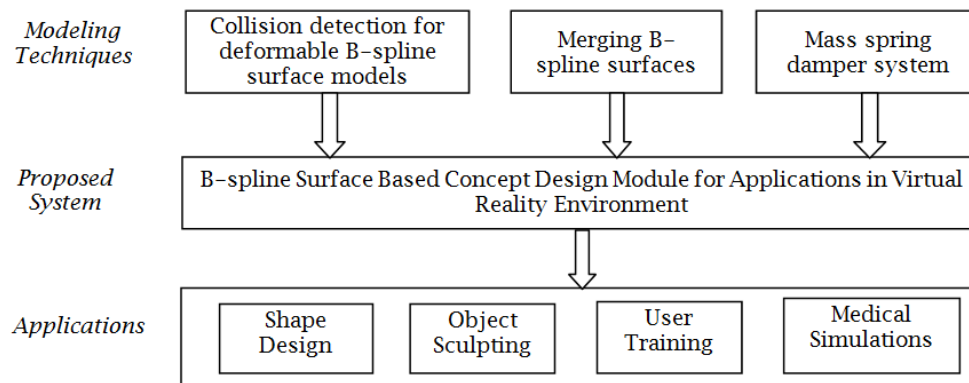 Modeling
Techniques
Collision detection for
deformable B-spline
surface models
Merging B-
spline surfaces
Mass spring
damper system
Proposed
System
B-spline Surface Based Concept Design Module for Applications in Virtual
Reality Environment
Applications
Shape
Design
Object
Sculpting
User
Training
Medical
Simulations